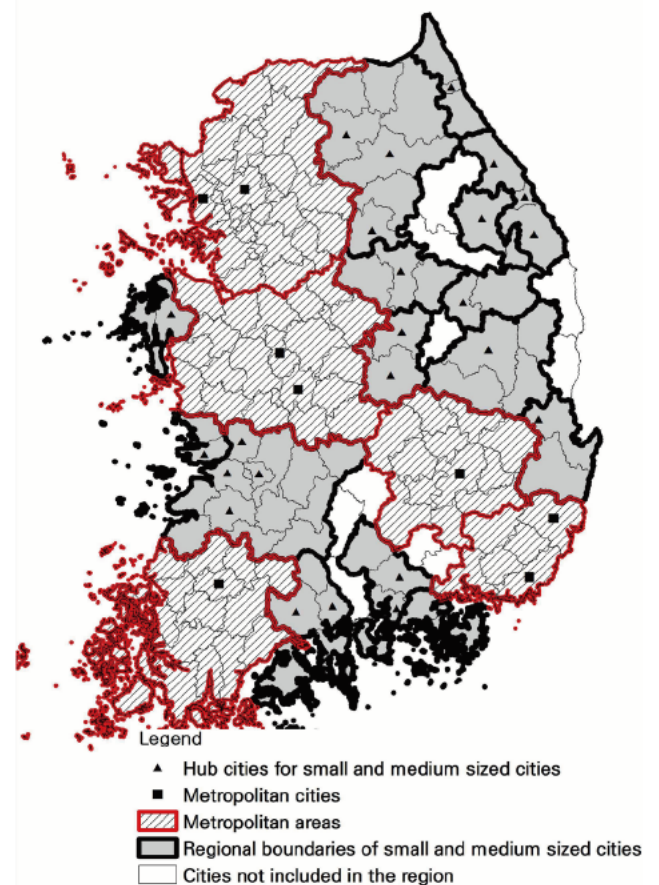 Legend
Hub cities for small and medium sized cities
Metropolitan cities
Metropolitan areas
Regional boundaries of small and medium sized cities
Cities not included in the region